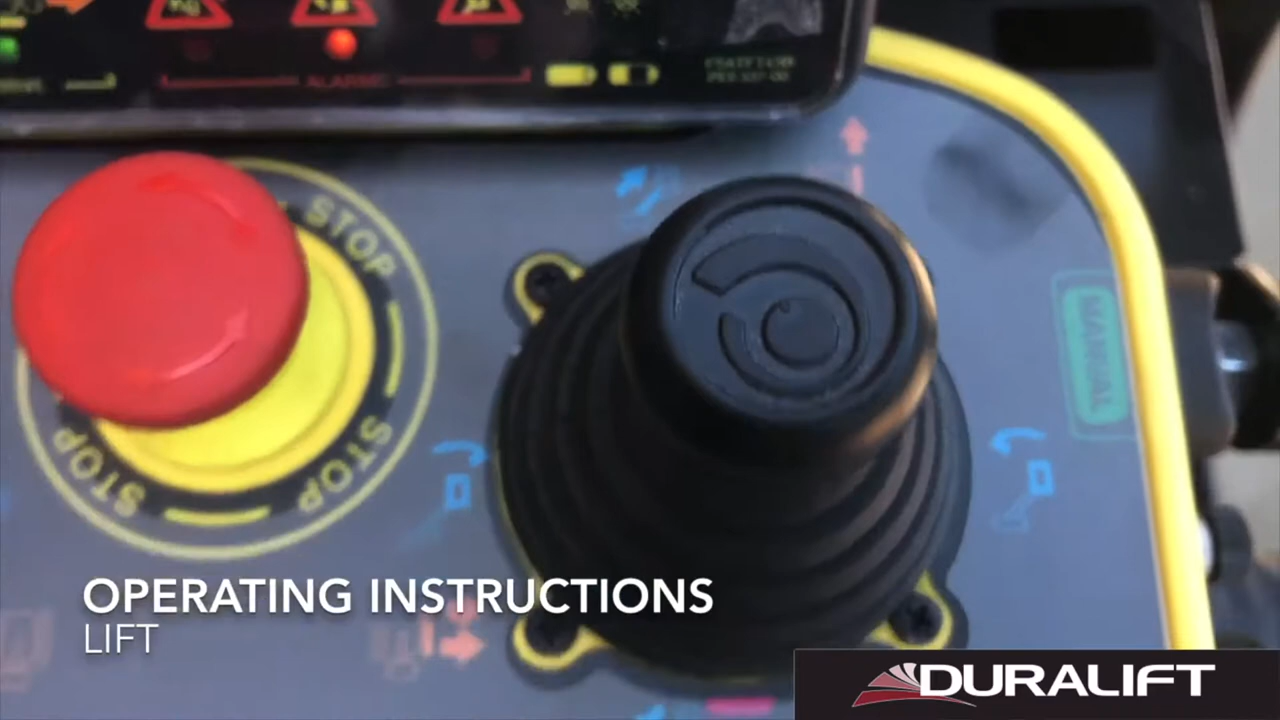 ALARMS
STOP
STOP
STOP
MANUAL
OPERATING INSTRUCTIONS
LIFT
DURALIFT